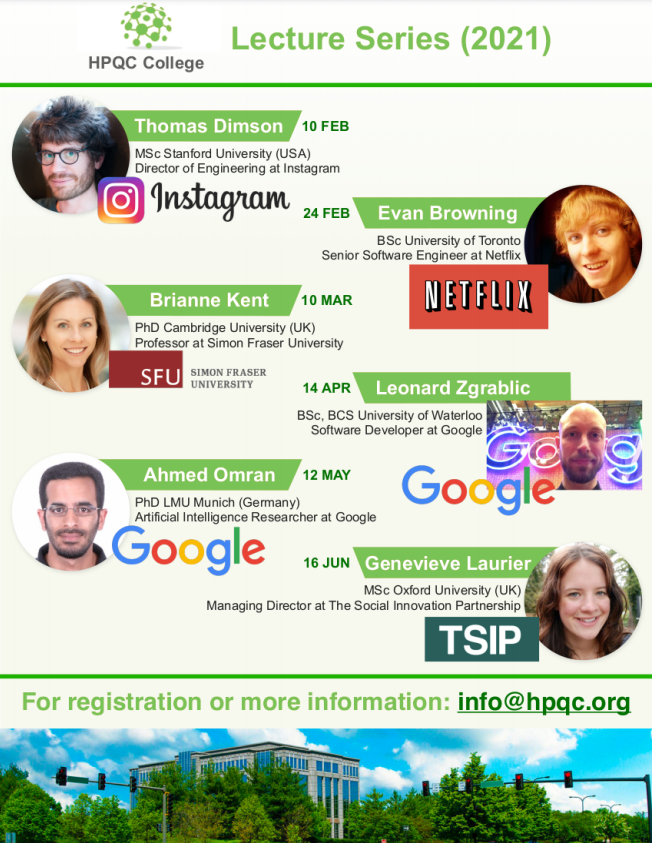 HPQC College
Lecture Series (2021)
Thomas Dimson
10 FEB
MSc Stanford University (USA)
Director of Engineering at Instagram
Instagram
24 FEB
Evan Browning
BSc University of Toronto
Senior Software Engineer at Netflix
NETFLIX
Brianne Kent
10 MAR
PhD Cambridge University (UK)
Professor at Simon Fraser University
SFU
SIMON FRASER
UNIVERSITY
14 APR
Leonard Zgrablic
BSc, BCS University of Waterloo
Software Developer at Google
Goog
Google
Ahmed Omran
12 MAY
PhD LMU Munich (Germany)
Artificial Intelligence Researcher at Google
Google
16 JUN
Genevieve Laurier
MSc Oxford University (UK)
Managing Director at The Social Innovation Partnership
TSIP
For registration or more information: info@hpqc.org